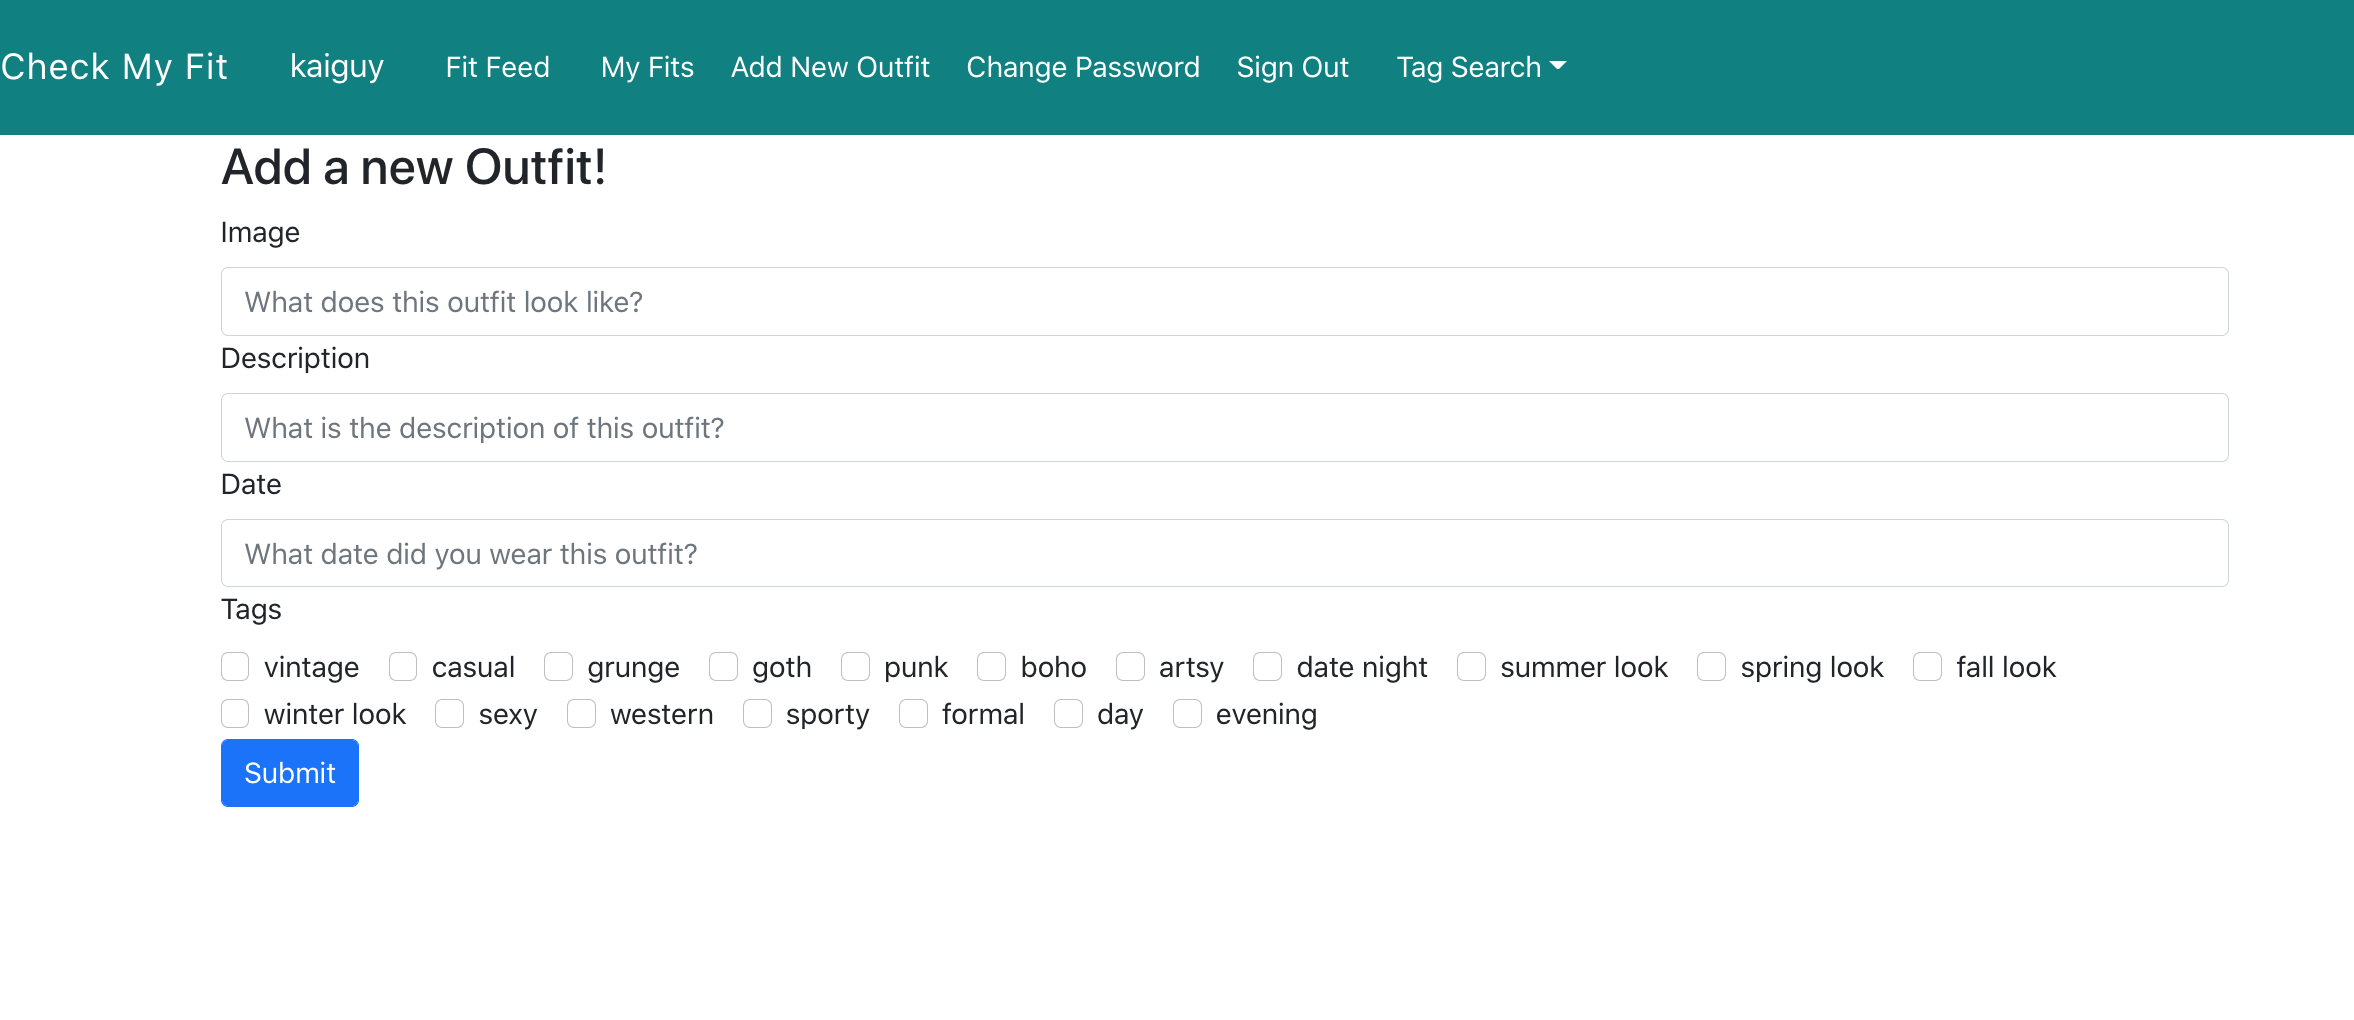 Check My Fit kaiguy Fit Feed My Fits Add New Outfit Change Password Sign Out Tag Search
Add a new Outfit!
Image
What does this outfit look like?
Description
What is the description of this outfit?
Date
What date did you wear this outfit?
Tags
vintage casual grunge goth punk boho artsy date night summer look spring look fall look
winter look sexy western sporty formal day evening
Submit